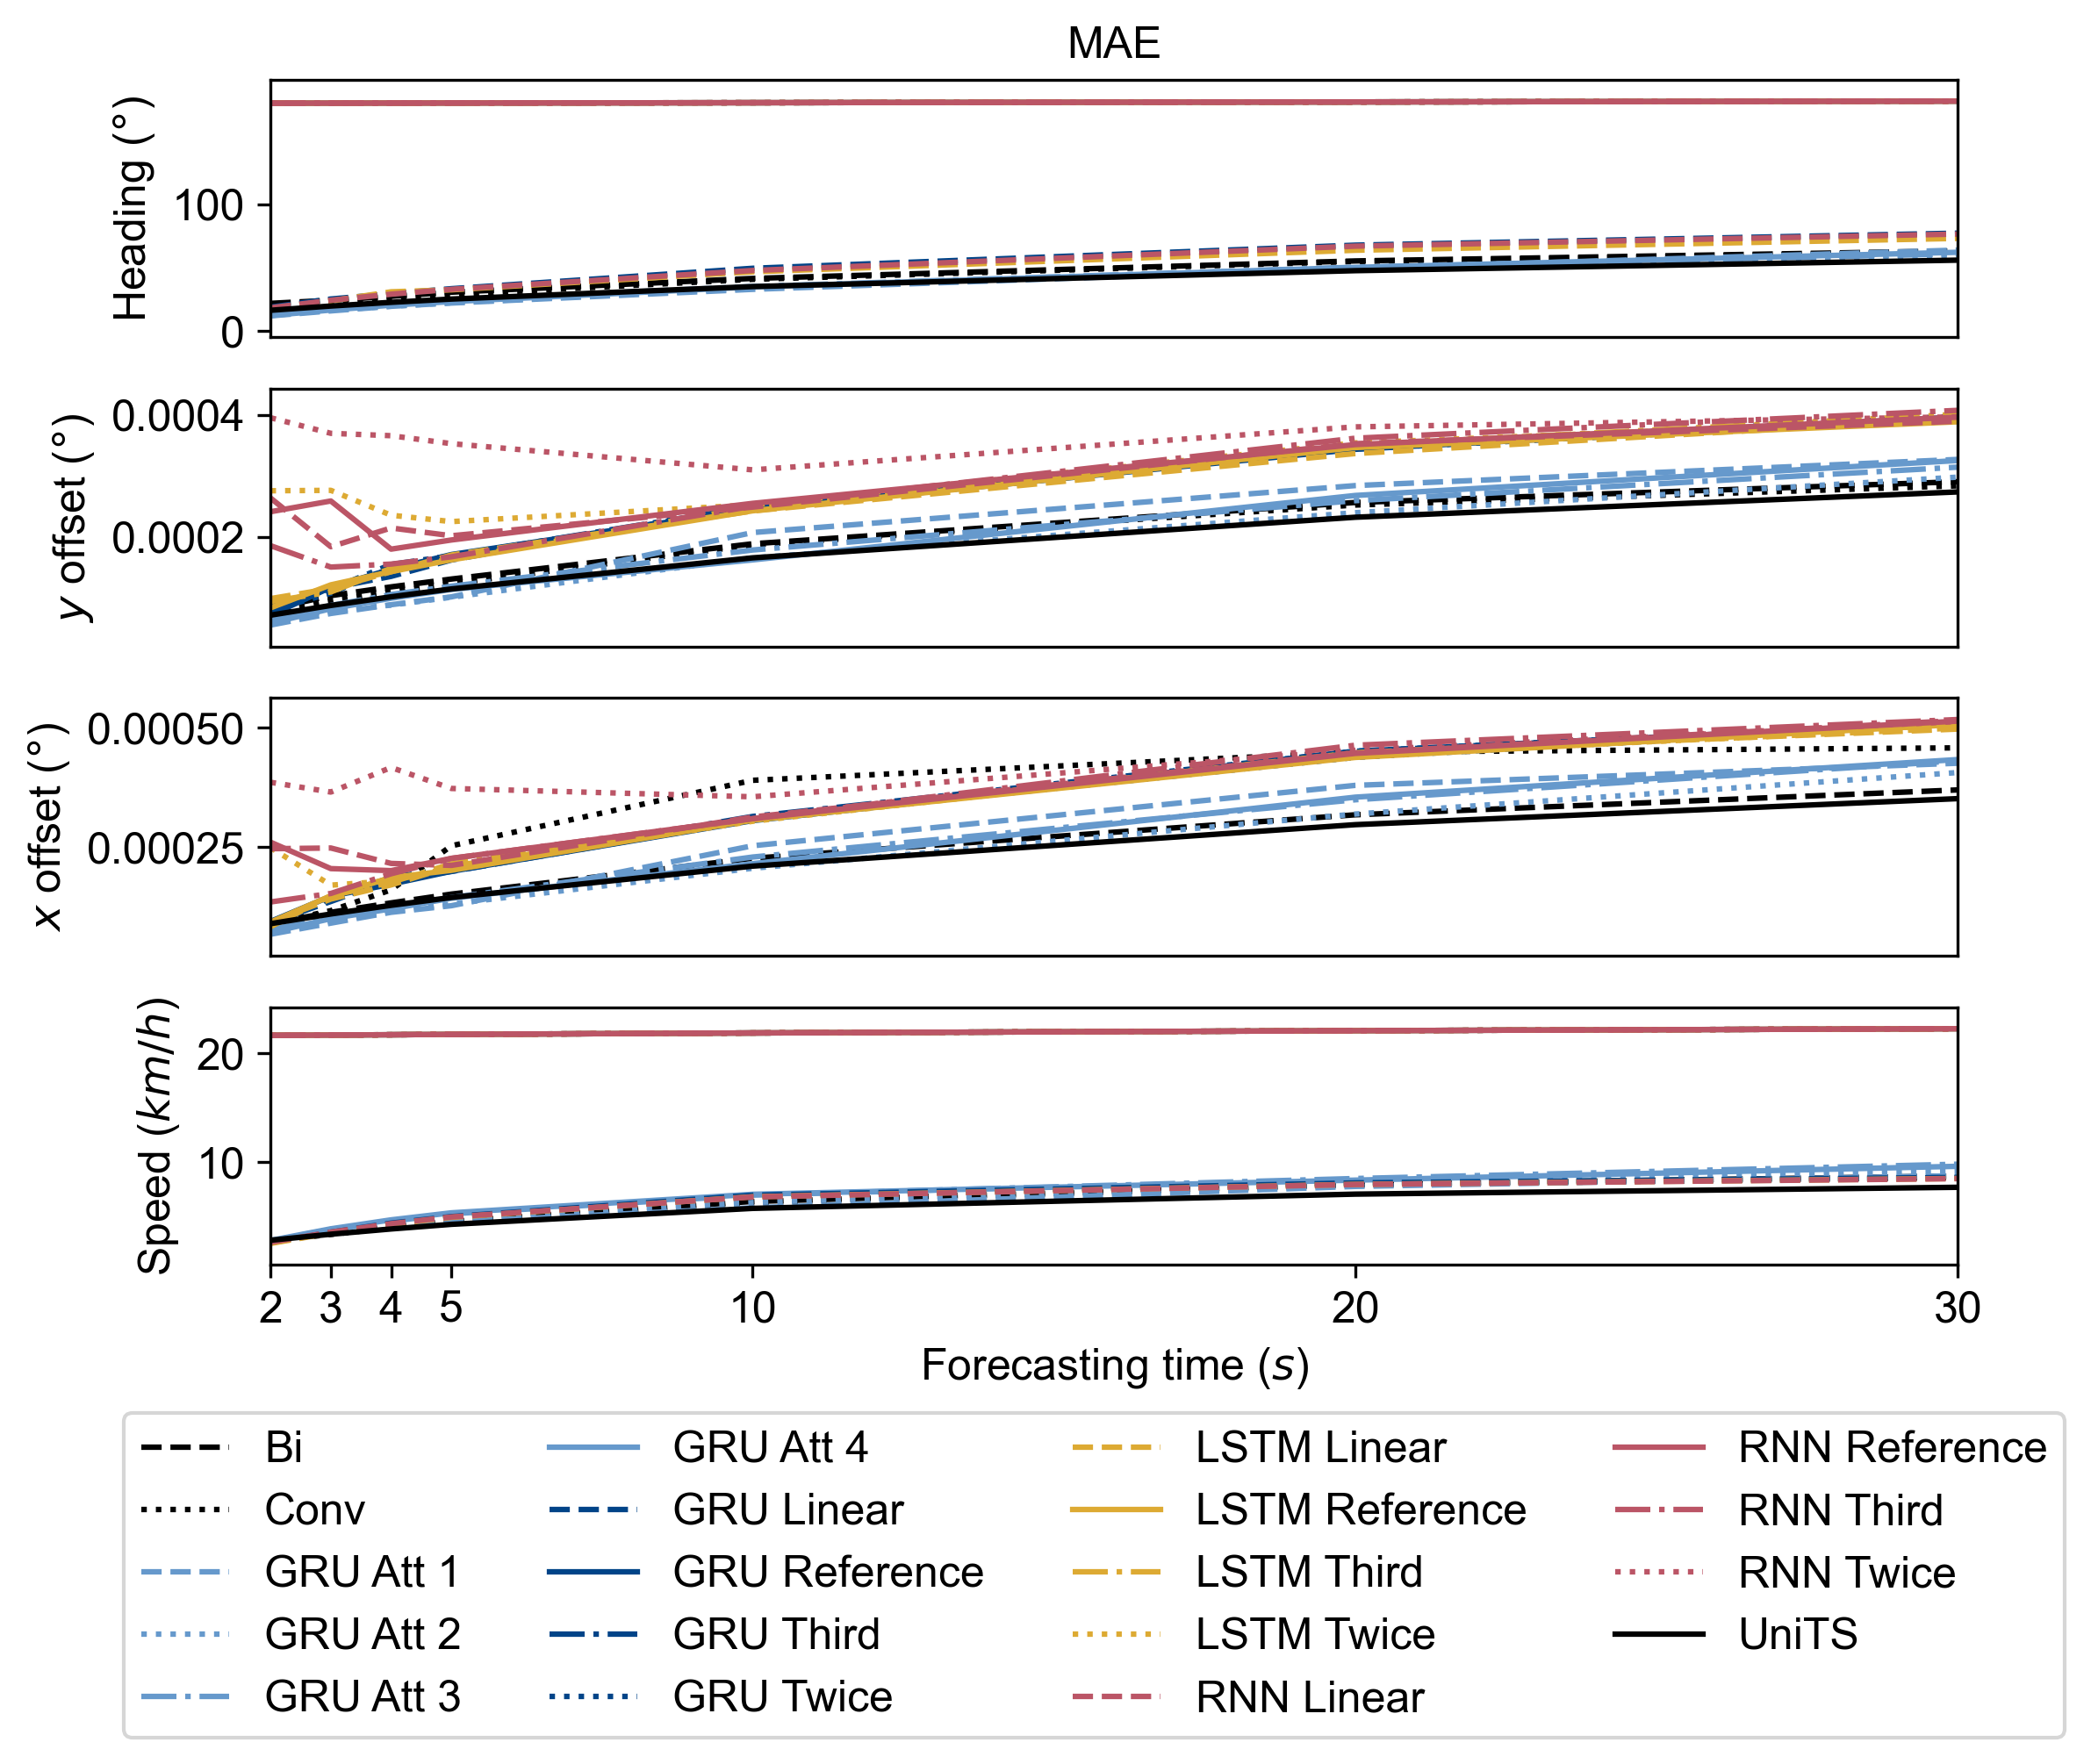 MAE
Heading (°)
100
0
y offset (°)
0.0004
0.0002
x offset (°)
0.00050
0.00025
Speed (km/h)
20
10
2 3 4 5 10 20 30
Forecasting time (s)
Bi
Conv
GRU Att 1
GRU Att 2
GRU Att 3
GRU Att 4
GRU Linear
GRU Reference
GRU Third
GRU Twice
LSTM Linear
LSTM Reference
LSTM Third
LSTM Twice
RNN Linear
RNN Reference
RNN Third
RNN Twice
UniTS